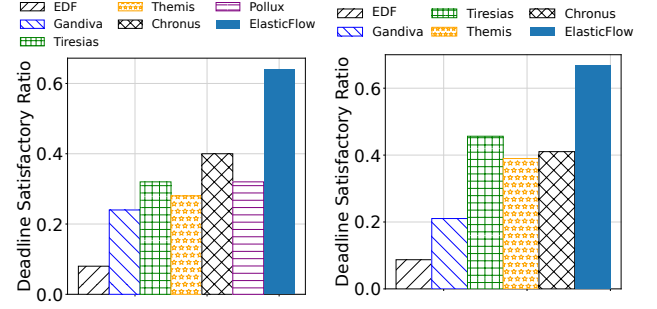 EDF Themis Pollux
Gandiva Chronus ElasticFlow
Tiresias
Deadline Satisfactory Ratio
0.6
0.4
0.2
0.0
EDF Tiresias Chronus
Gandiva Themis ElasticFlow
Deadline Satisfactory Ratio
0.6
0.4
0.2
0.0